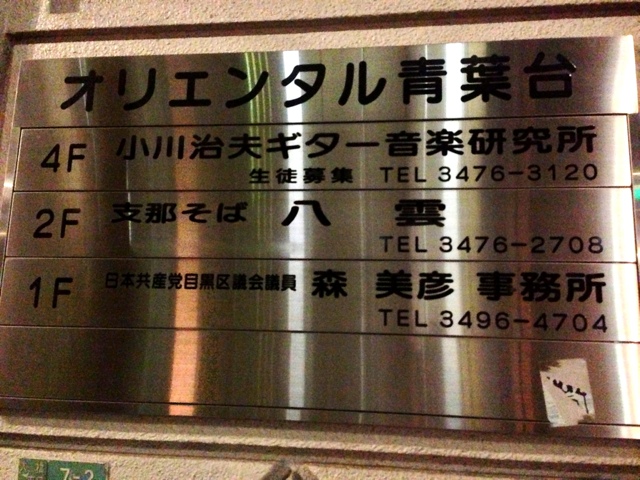 オリエンタル青葉台
4F 小川治夫ギター音楽研究所
生徒募集 TEL 3476-3120
2F 支那そば 八雲
TEL 3476-2708
1F 日本共産党目黒区議会議員 森 美彦 事務所
TEL 3496-4704
7-2